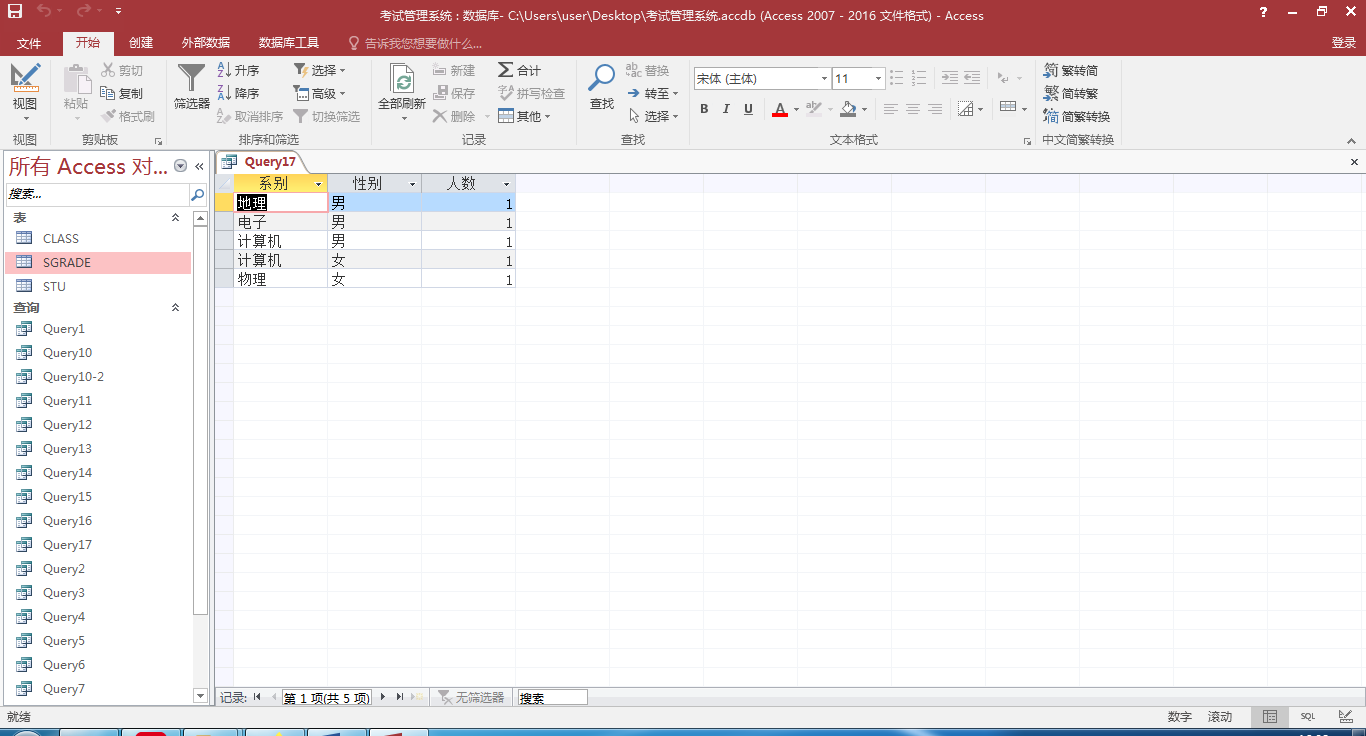 考试管理系统 : 数据库- C:\Users\user\Desktop\考试管理系统.accdb (Access 2007 - 2016 文件格式) - Access
文件 开始 创建 外部数据 数据库工具 告诉我您想要做什么... 登录
视图 粘贴 剪切 复制 格式刷 筛选器 升序 降序 取消排序 选择 高级 切换筛选 全部刷新 新建 保存 删除 合计 拼写检查 其他 查找 替换 转至 选择 宋体 (主体) 11 B I U A 繁转简 简转繁 简繁转换
视图 剪贴板 排序和筛选 记录 查找 文本格式 中文简繁转换
所有 Access 对...
搜索...
表
CLASS
SGRADE
STU
查询
Query1
Query10
Query10-2
Query11
Query12
Query13
Query14
Query15
Query16
Query17
Query2
Query3
Query4
Query5
Query6
Query7
Query17
系别 性别 人数
地理 男 1
电子 男 1
计算机 男 1
计算机 女 1
物理 女 1
记录: 第 1 项(共 5 项) 无筛选器 搜索
就绪 数字 滚动 SQL